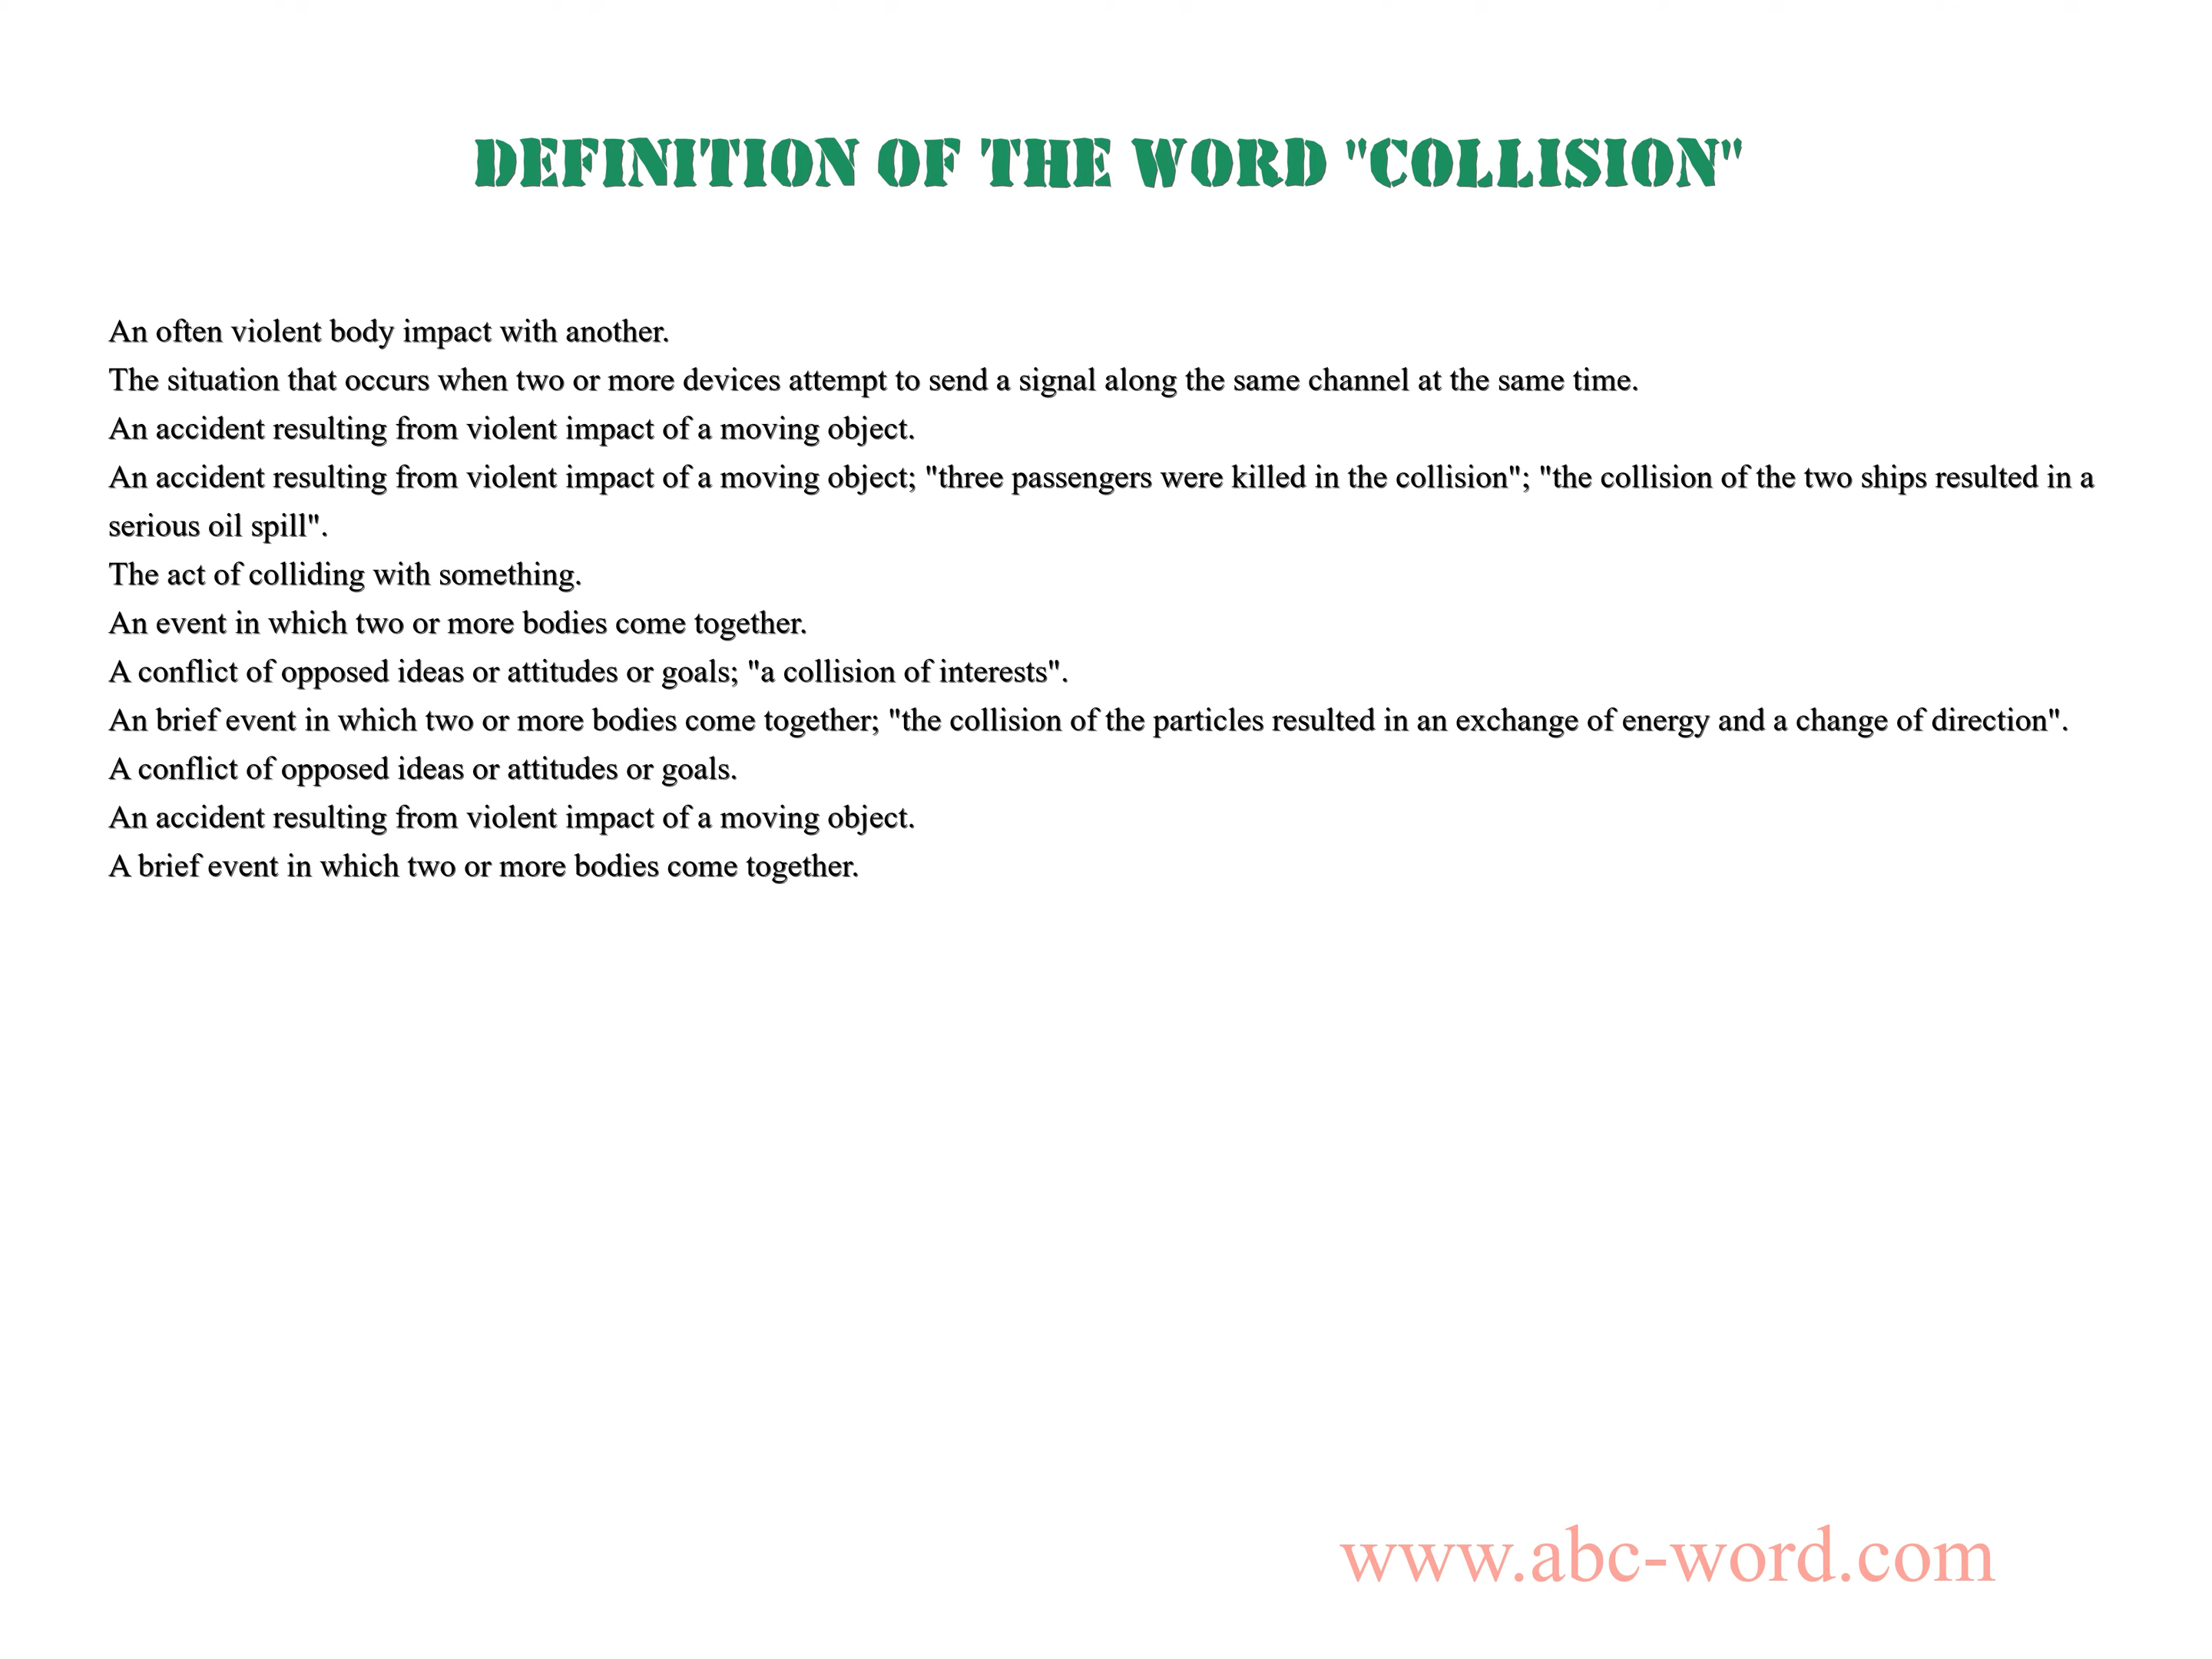 DEFINITION OF THE WORD "COLLISION"
An often violent body impact with another.
The situation that occurs when two or more devices attempt to send a signal along the same channel at the same time.
An accident resulting from violent impact of a moving object.
An accident resulting from violent impact of a moving object; "three passengers were killed in the collision"; "the collision of the two ships resulted in a
serious oil spill".
The act of colliding with something.
An event in which two or more bodies come together.
A conflict of opposed ideas or attitudes or goals; "a collision of interests".
An brief event in which two or more bodies come together; "the collision of the particles resulted in an exchange of energy and a change of direction".
A conflict of opposed ideas or attitudes or goals.
An accident resulting from violent impact of a moving object.
A brief event in which two or more bodies come together.
www.abc-word.com